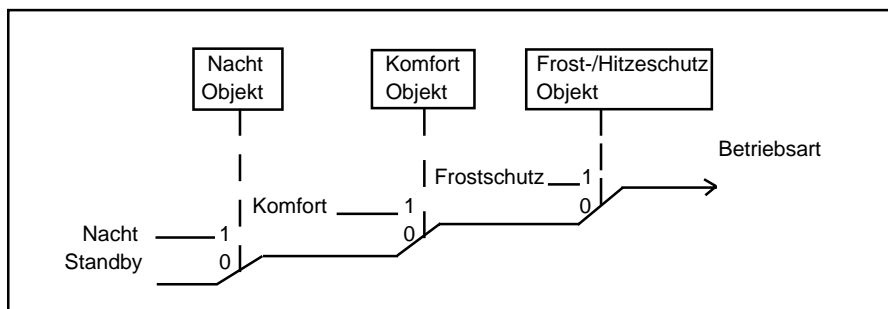 Nacht
Objekt
Komfort
Objekt
Frost-/Hitzeschutz
Objekt
Betriebsart
Frostschutz 1
0
Komfort 1
0
Nacht 1
Standby 0